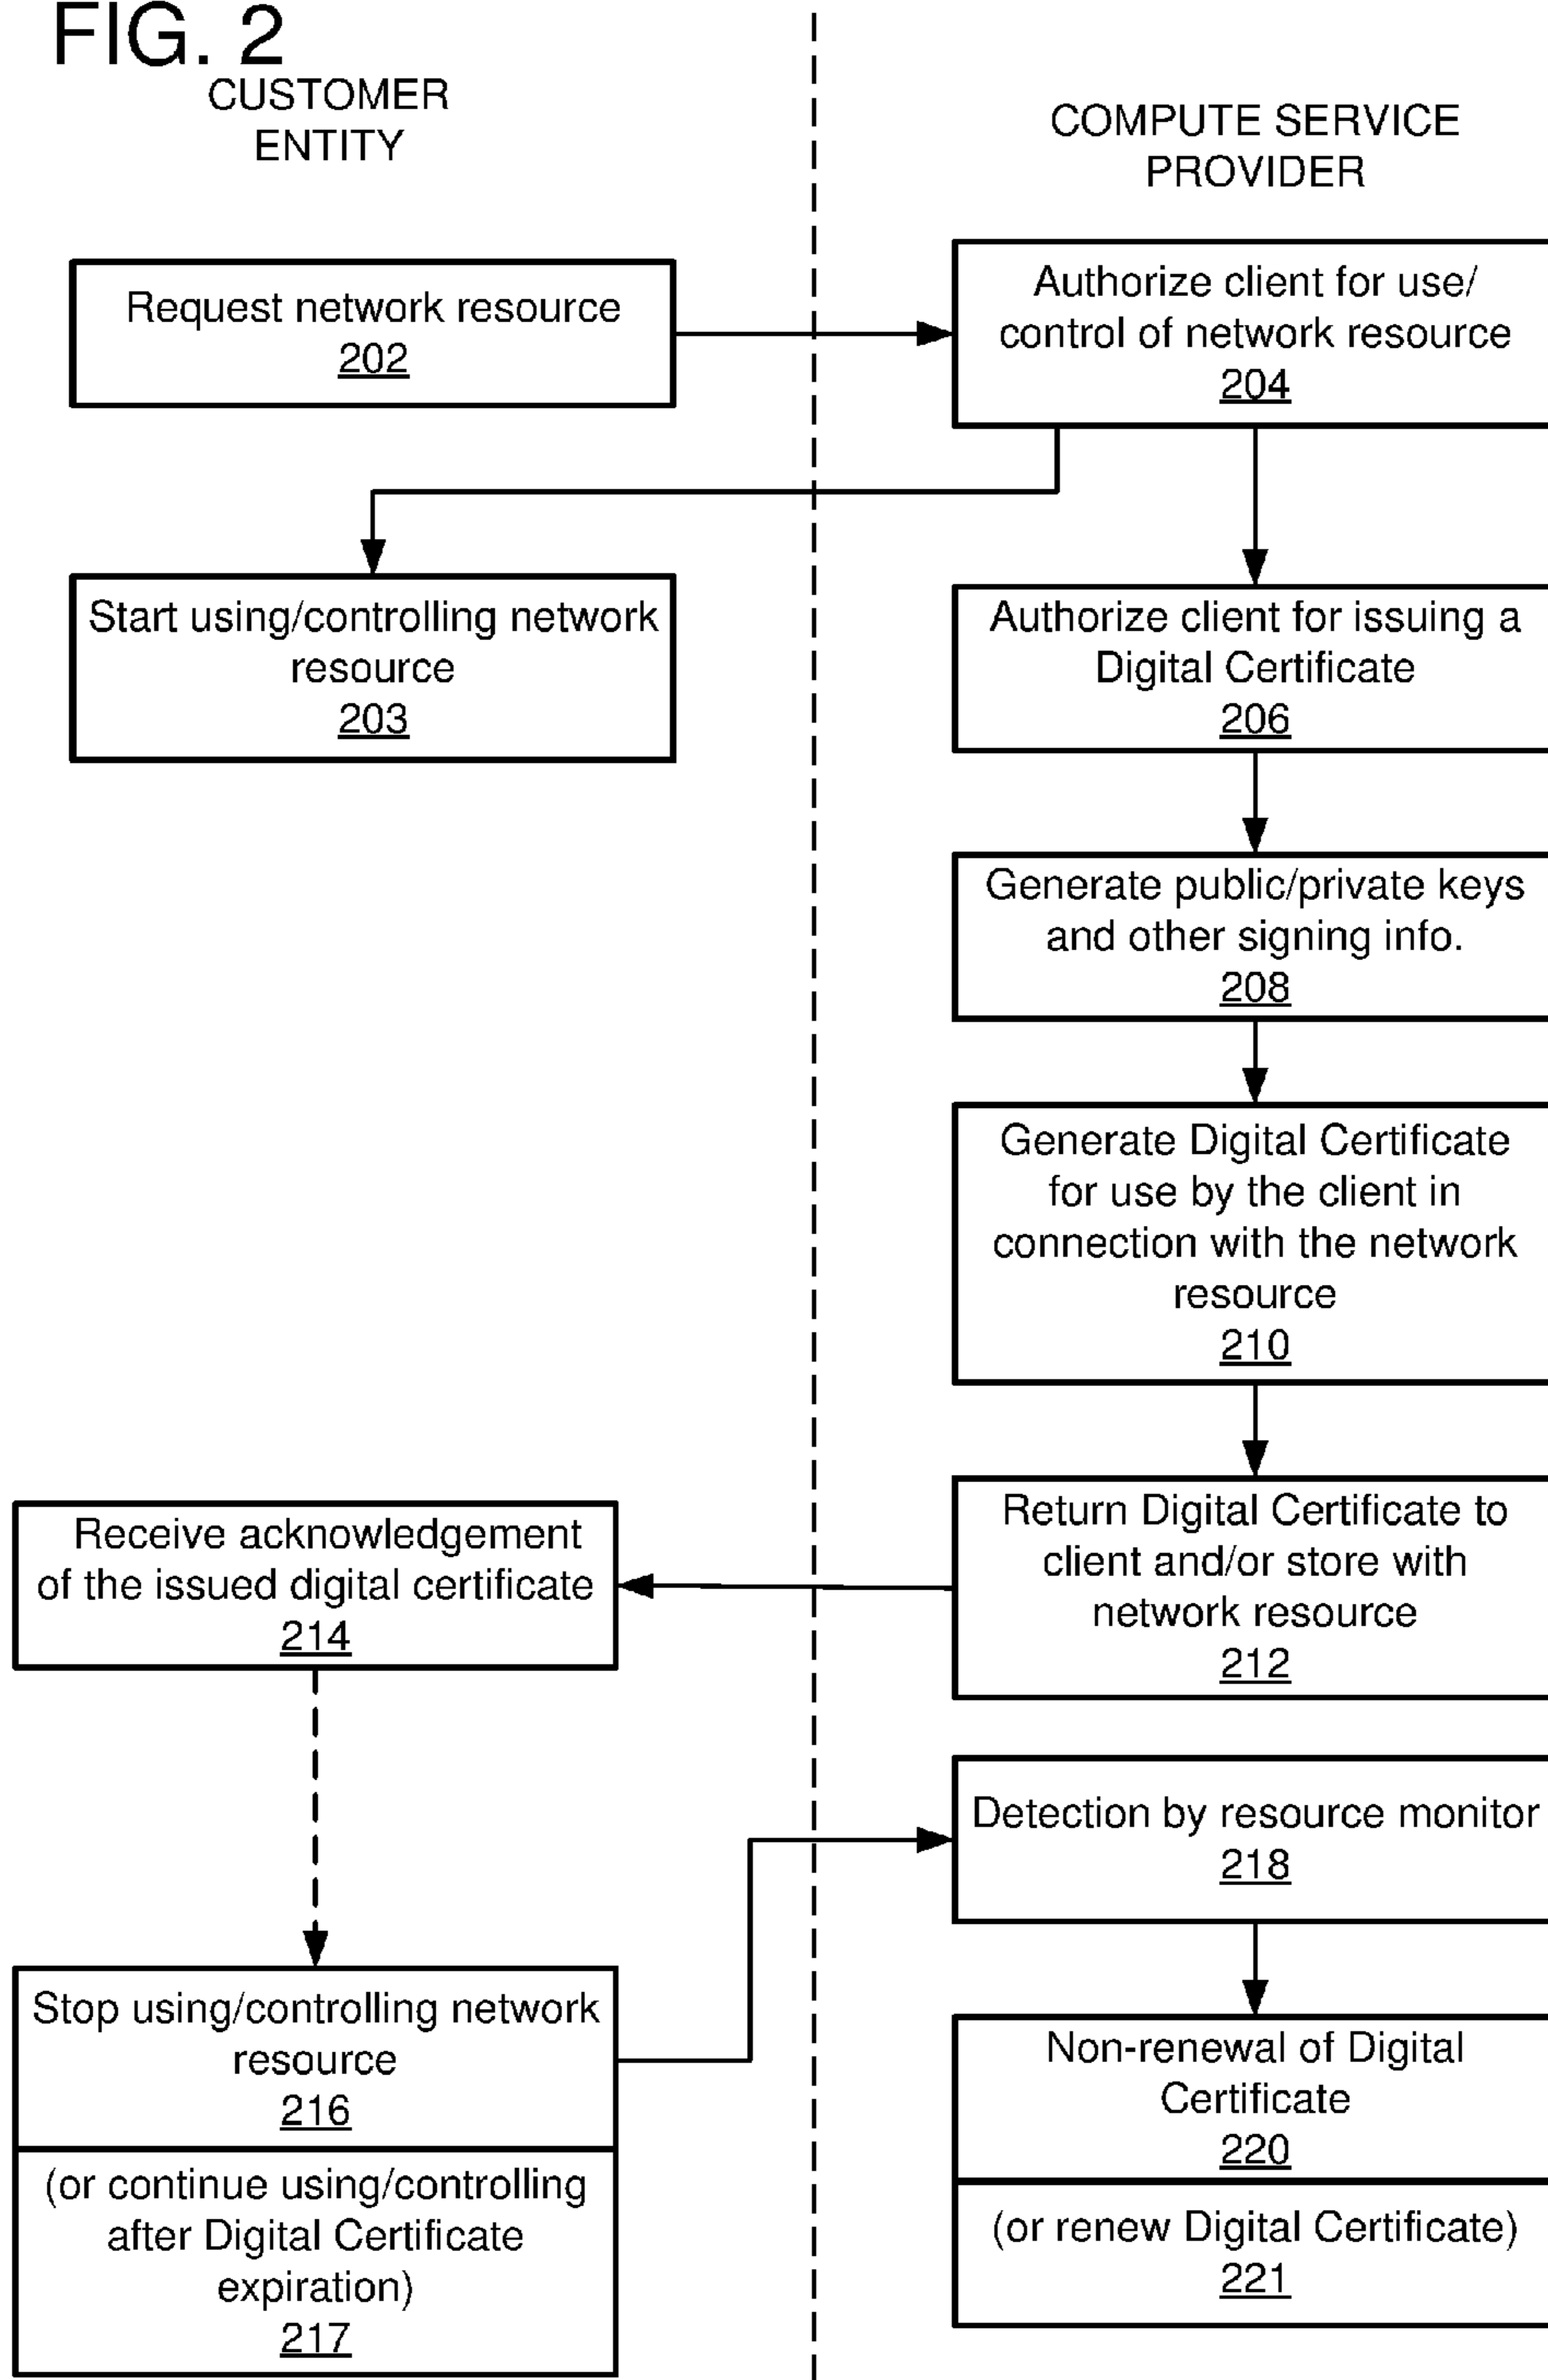 FIG. 2
CUSTOMER
ENTITY
COMPUTE SERVICE
PROVIDER
Request network resource
202
Authorize client for use/
control of network resource
204
Start using/controlling network
resource
203
Authorize client for issuing a
Digital Certificate
206
Generate public/private keys
and other signing info.
208
Generate Digital Certificate
for use by the client in
connection with the network
resource
210
Return Digital Certificate to
client and/or store with
network resource
212
Receive acknowledgement
of the issued digital certificate
214
Detection by resource monitor
218
Stop using/controlling network
resource
216
(or continue using/controlling
after Digital Certificate
expiration)
217
Non-renewal of Digital
Certificate
220
(or renew Digital Certificate)
221